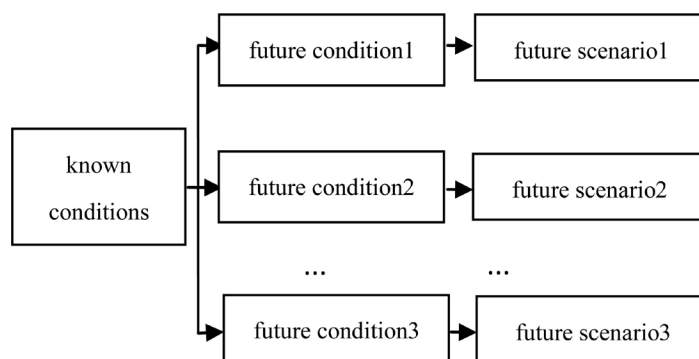 future condition1
future scenario1
known
conditions
future condition2
future scenario2
... ...
future condition3
future scenario3